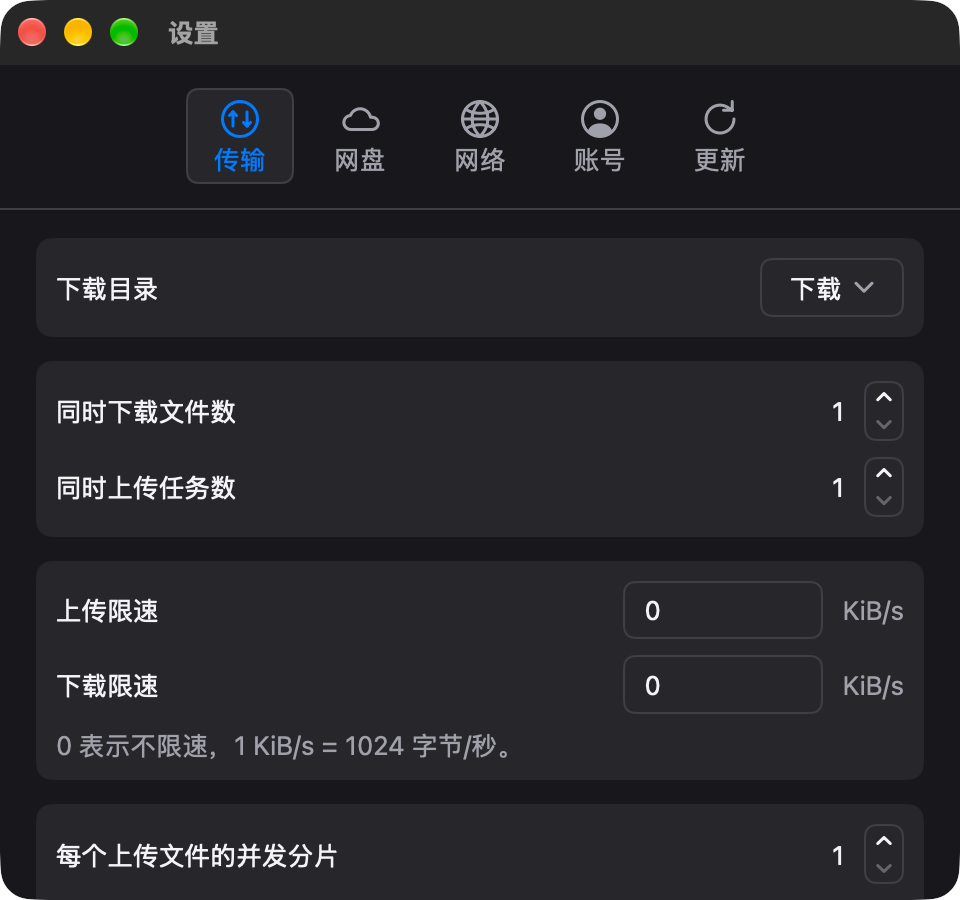 设置
传输 网盘 网络 账号 更新
下载目录 下载
同时下载文件数 1
同时上传任务数 1
上传限速 0 KiB/s
下载限速 0 KiB/s
0 表示不限速，1 KiB/s = 1024 字节/秒。
每个上传文件的并发分片 1